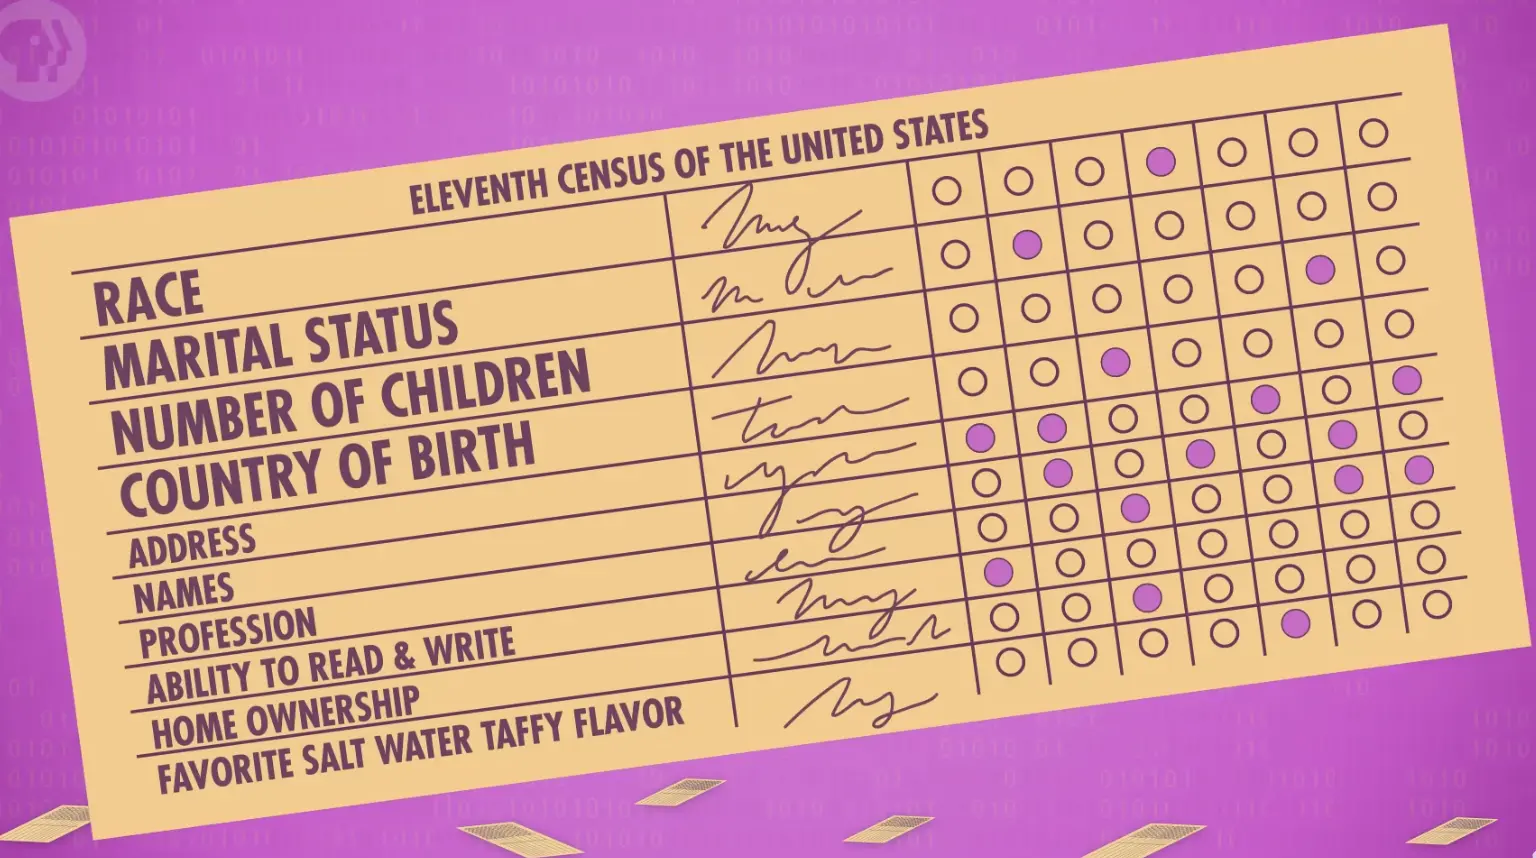 ELEVENTH CENSUS OF THE UNITED STATES
RACE
MARITAL STATUS
NUMBER OF CHILDREN
COUNTRY OF BIRTH
ADDRESS
NAMES
PROFESSION
ABILITY TO READ & WRITE
HOME OWNERSHIP
FAVORITE SALT WATER TAFFY FLAVOR